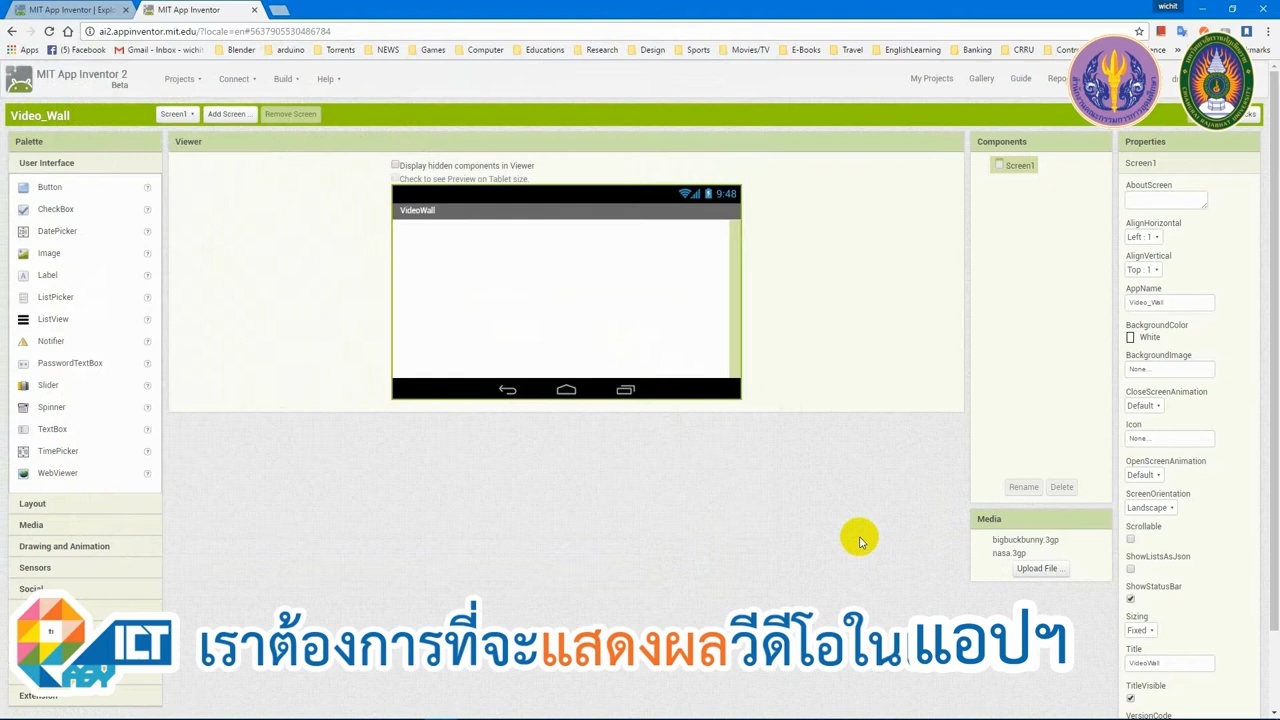 MIT App Inventor | Explo
MIT App Inventor
wichit
ai2.appinventor.mit.edu/?locale=en#5637905530486784
Apps
(5) Facebook
Gmail - Inbox - wichit
Blender
arduino
Torrents
NEWS
Games
Computer
Educations
Research
Design
Sports
Movies/TV
E-Books
Travel
EnglishLearning
Banking
CRRU
MIT App Inventor 2
Beta
Projects
Connect
Build
Help
My Projects
Gallery
Guide
Video_Wall
Screen1
Add Screen ...
Remove Screen
Palette
Viewer
Components
Properties
User Interface
Button
CheckBox
DatePicker
Image
Label
ListPicker
ListView
Notifier
PasswordTextBox
Slider
Spinner
TextBox
TimePicker
WebViewer
Layout
Media
Drawing and Animation
Sensors
Social
Extension
Display hidden components in Viewer
Check to see Preview on Tablet size.
9:48
VideoWall
Screen1
Rename
Delete
Media
bigbuckbunny.3gp
nasa.3gp
Upload File ...
Screen1
AboutScreen
AlignHorizontal
Left : 1
AlignVertical
Top : 1
AppName
Video_Wall
BackgroundColor
White
BackgroundImage
None...
CloseScreenAnimation
Default
Icon
None...
OpenScreenAnimation
Default
ScreenOrientation
Landscape
Scrollable
ShowListsAsJson
ShowStatusBar
Sizing
Fixed
Title
VideoWall
TitleVisible
VersionCode
ICT
เราต้องการที่จะแสดงผลวีดีโอในแอปฯ